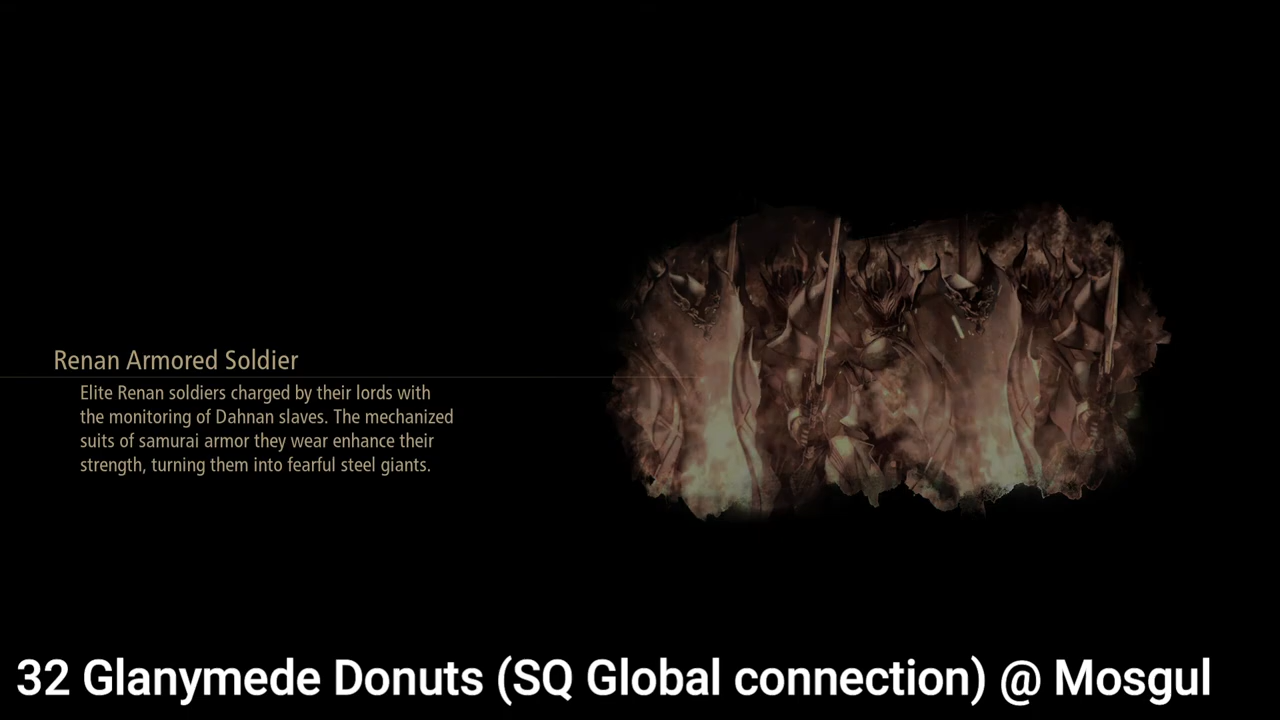 Renan Armored Soldier
Elite Renan soldiers charged by their lords with
the monitoring of Dahnan slaves. The mechanized
suits of samurai armor they wear enhance their
strength, turning them into fearful steel giants.
32 Glanymede Donuts (SQ Global connection) @ Mosgul